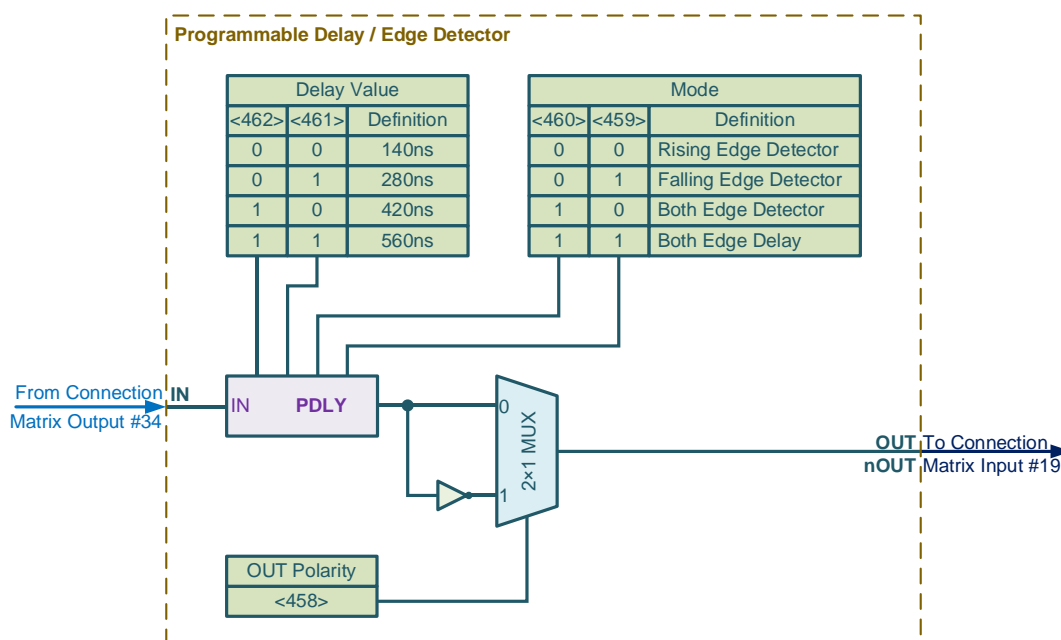 Programmable Delay / Edge Detector
Delay Value
<462> <461> Definition
0 0 140ns
0 1 280ns
1 0 420ns
1 1 560ns
Mode
<460> <459> Definition
0 0 Rising Edge Detector
0 1 Falling Edge Detector
1 0 Both Edge Detector
1 1 Both Edge Delay
From Connection
Matrix Output #34
IN
IN
PDLY
0
1
2×1 MUX
OUT
nOUT
To Connection
Matrix Input #19
OUT Polarity
<458>